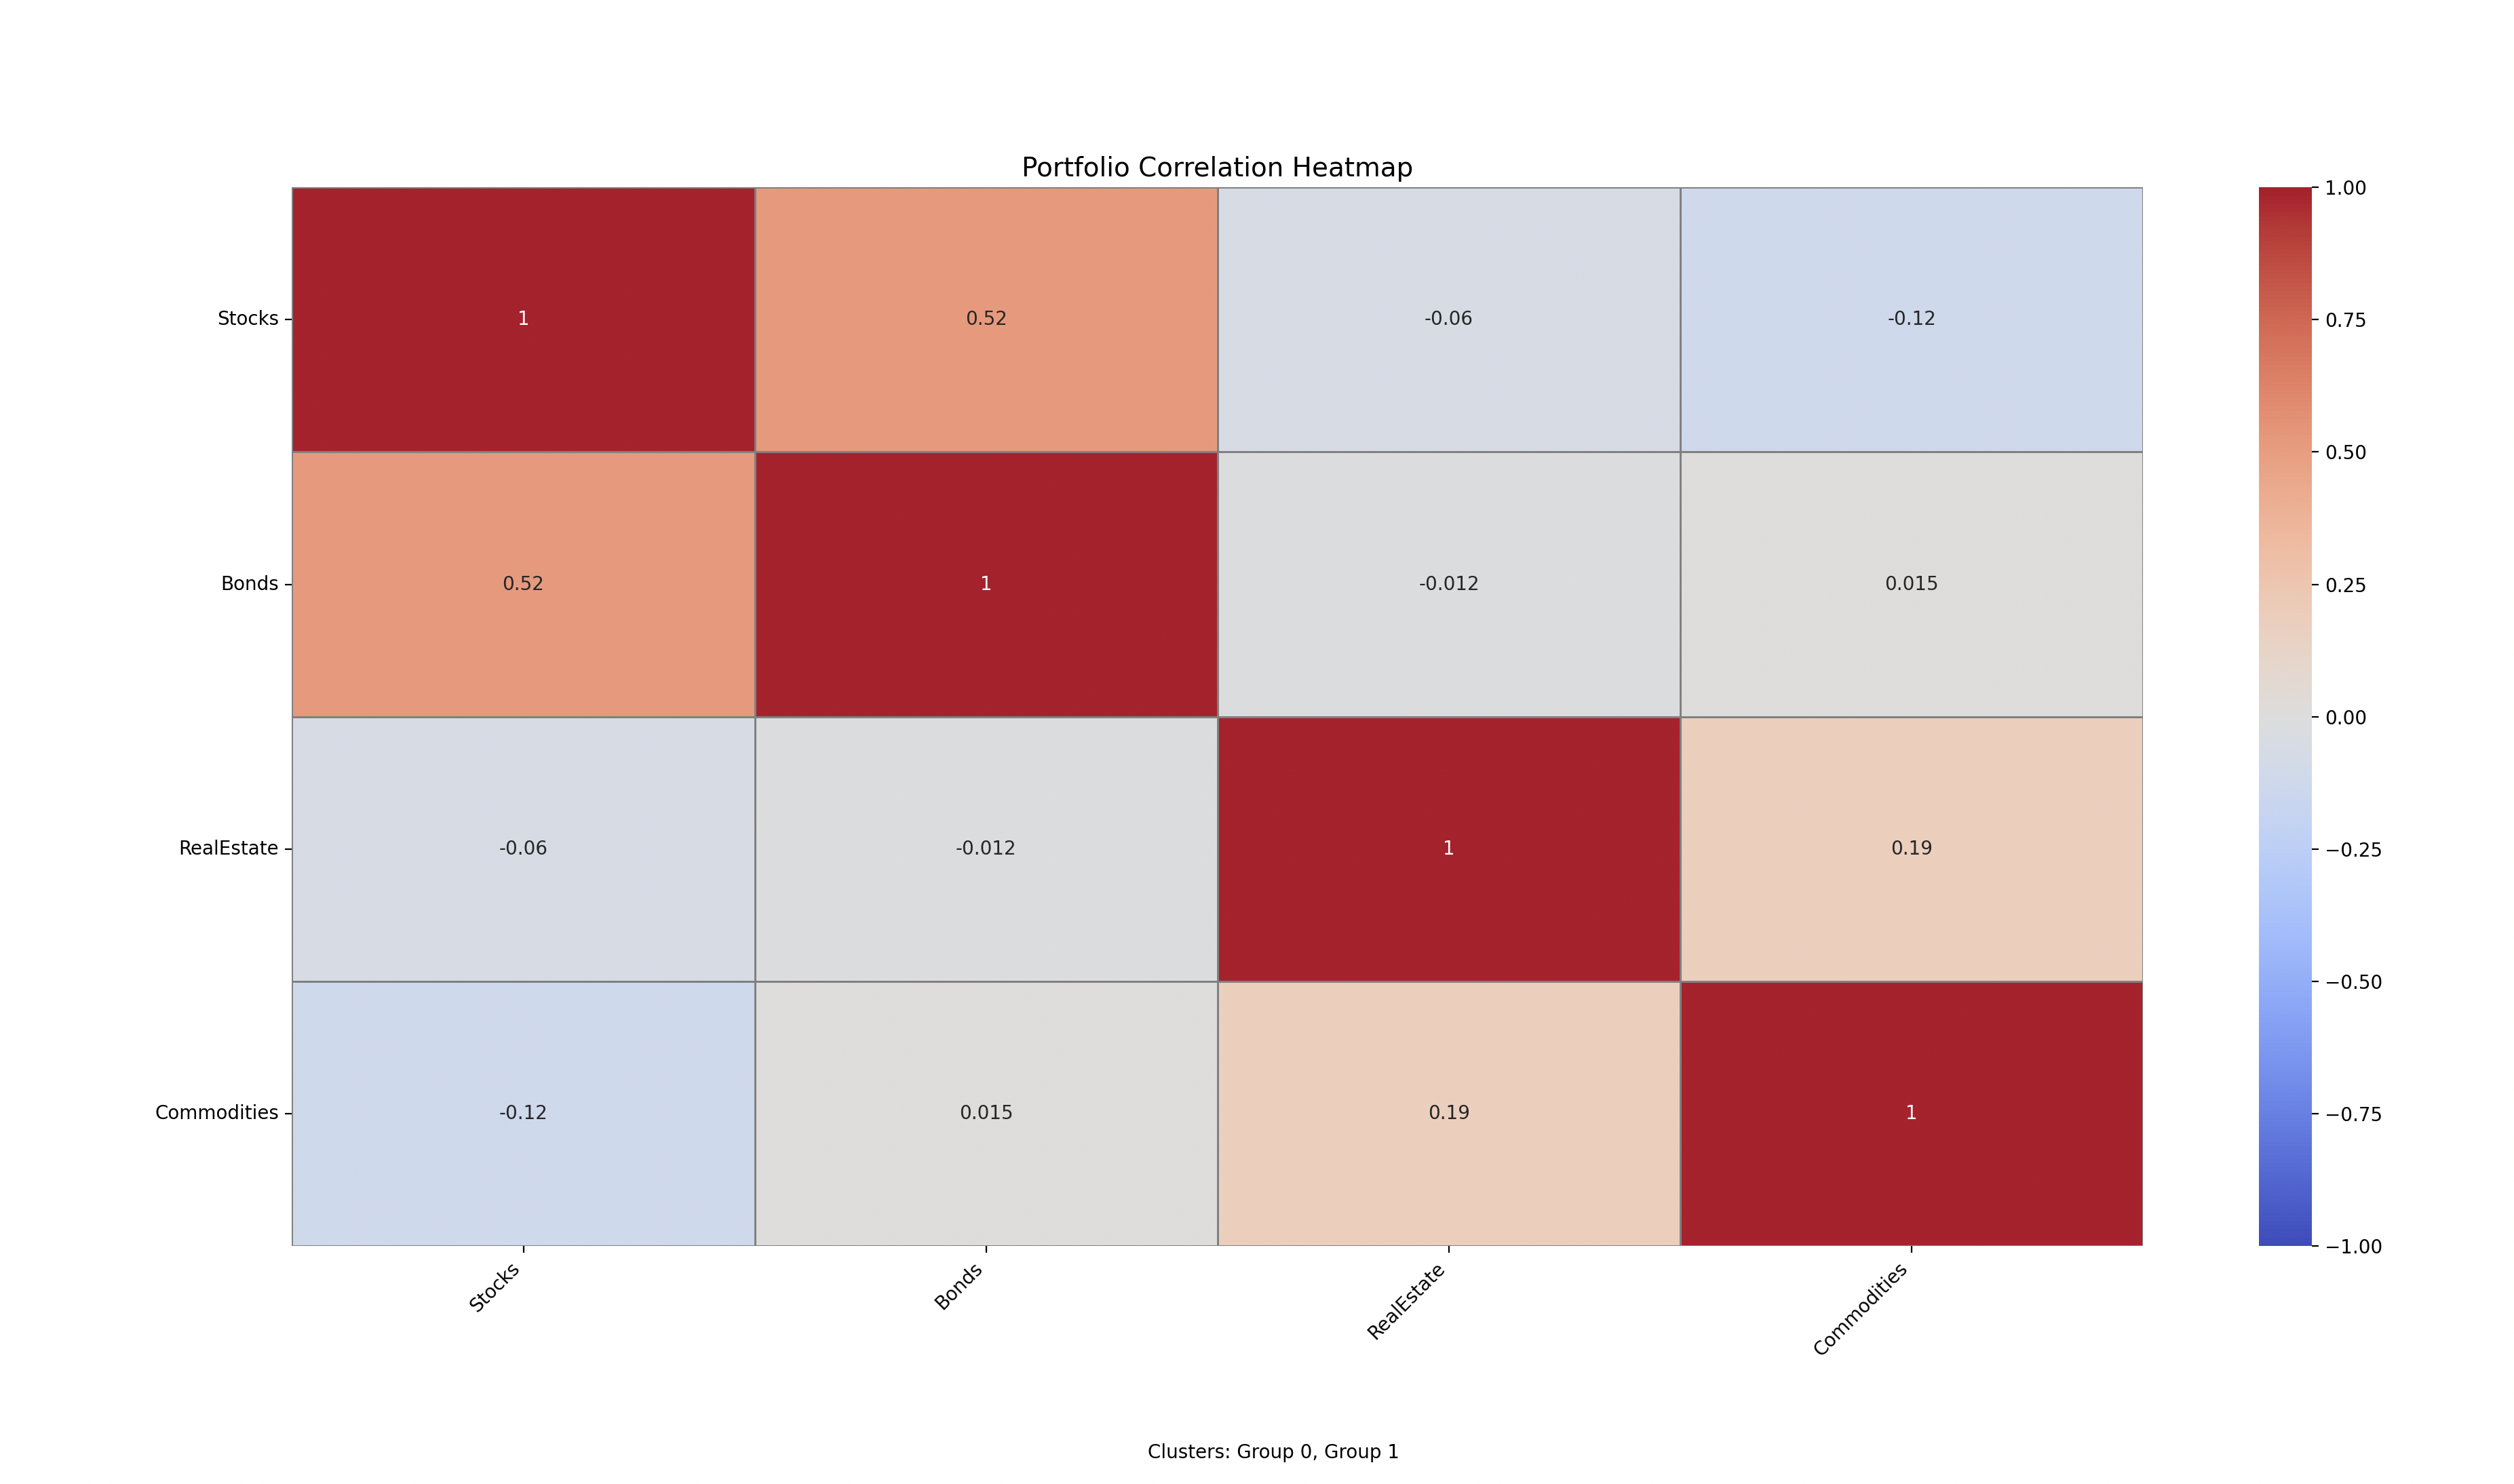 Portfolio Correlation Heatmap
1.00
Stocks 1 0.52 -0.06 -0.12 0.75
0.50
Bonds 0.52 1 -0.012 0.015 0.25
0.00
RealEstate -0.06 -0.012 1 0.19 −0.25
−0.50
Commodities -0.12 0.015 0.19 1 −0.75
−1.00
Stocks Bonds RealEstate Commodities
Clusters: Group 0, Group 1